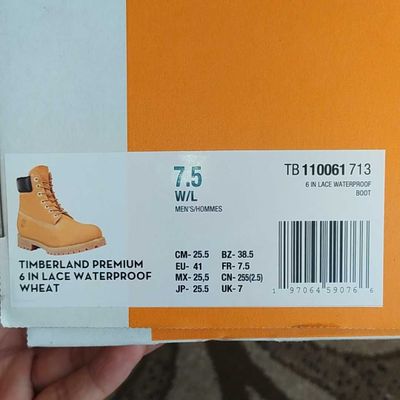 7.5
W/L
MEN'S/HOMMES
TB 110061 713
6 IN LACE WATERPROOF
BOOT
TIMBERLAND PREMIUM
6 IN LACE WATERPROOF
WHEAT
CM- 25.5 BZ- 38.5
EU- 41 FR- 7.5
MX- 25,5 CN- 255(2.5)
JP- 25.5 UK- 7
1 97064 59076 6